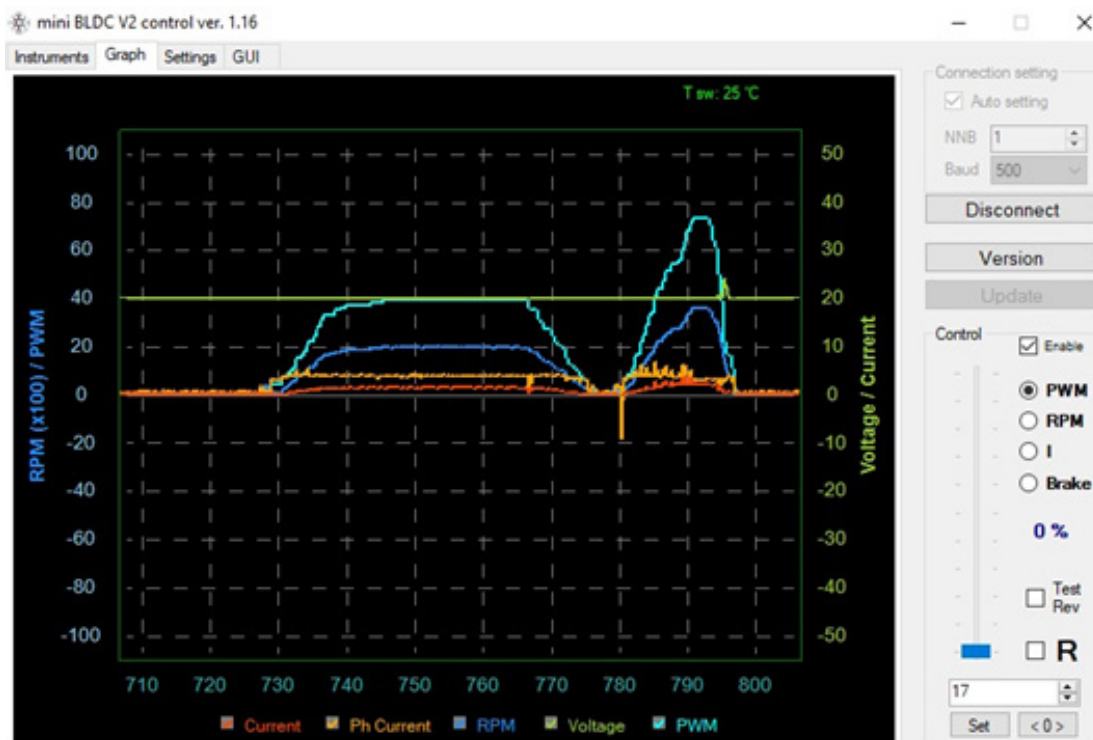 mini BLDC V2 control ver. 1.16
Instruments Graph Settings GUI
T sw: 25 °C
100
80
60
40
20
0
-20
-40
-60
-80
-100
RPM (x100) / PWM
50
40
30
20
10
0
-10
-20
-30
-40
-50
Voltage / Current
710 720 730 740 750 760 770 780 790 800
Current Ph Current RPM Voltage PWM
Connection setting
Auto setting
NNB 1
Baud 500
Disconnect
Version
Update
Control
Enable
PWM
RPM
I
Brake
0 %
Test
Rev
R
17
Set < 0 >